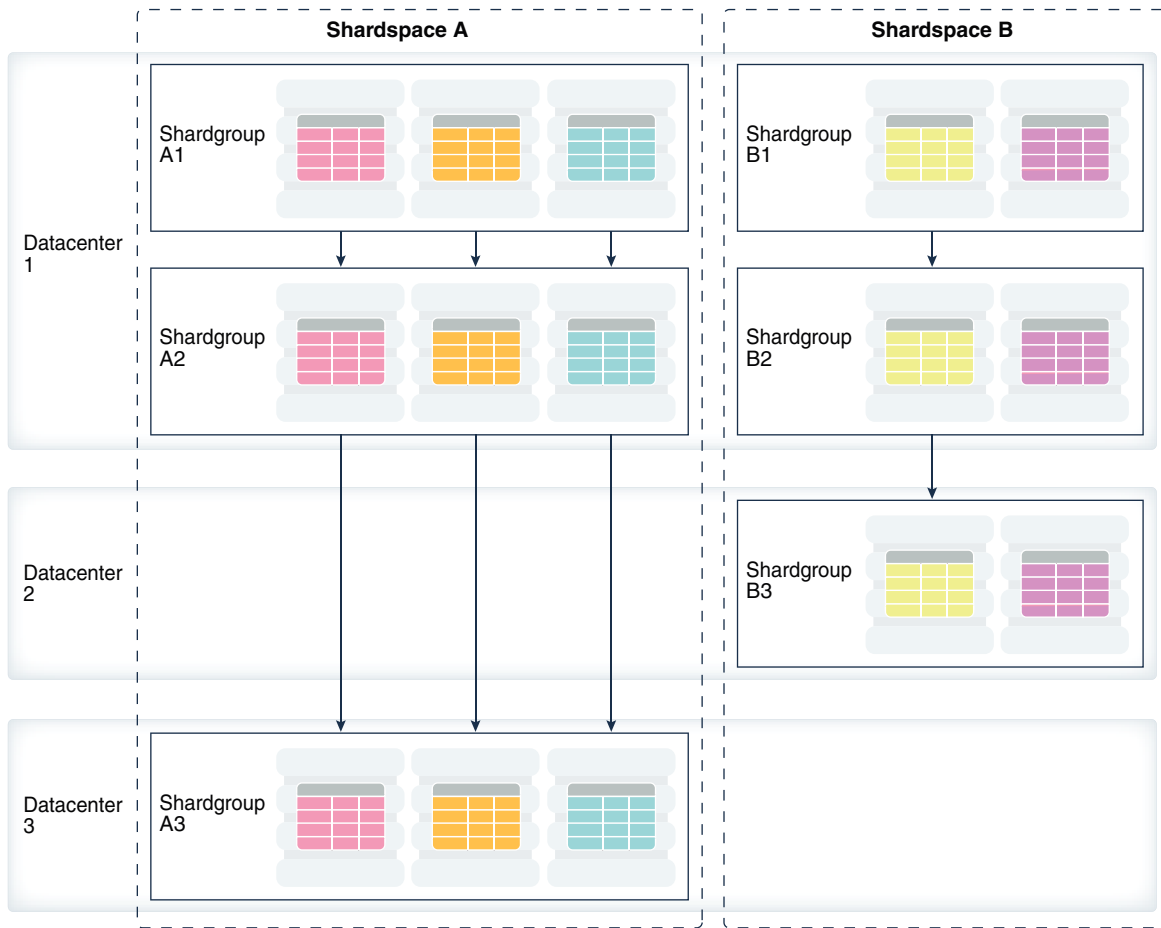 Shardspace A
Shardspace B
Datacenter
1
Shardgroup
A1
Shardgroup
B1
Shardgroup
A2
Shardgroup
B2
Datacenter
2
Shardgroup
B3
Datacenter
3
Shardgroup
A3